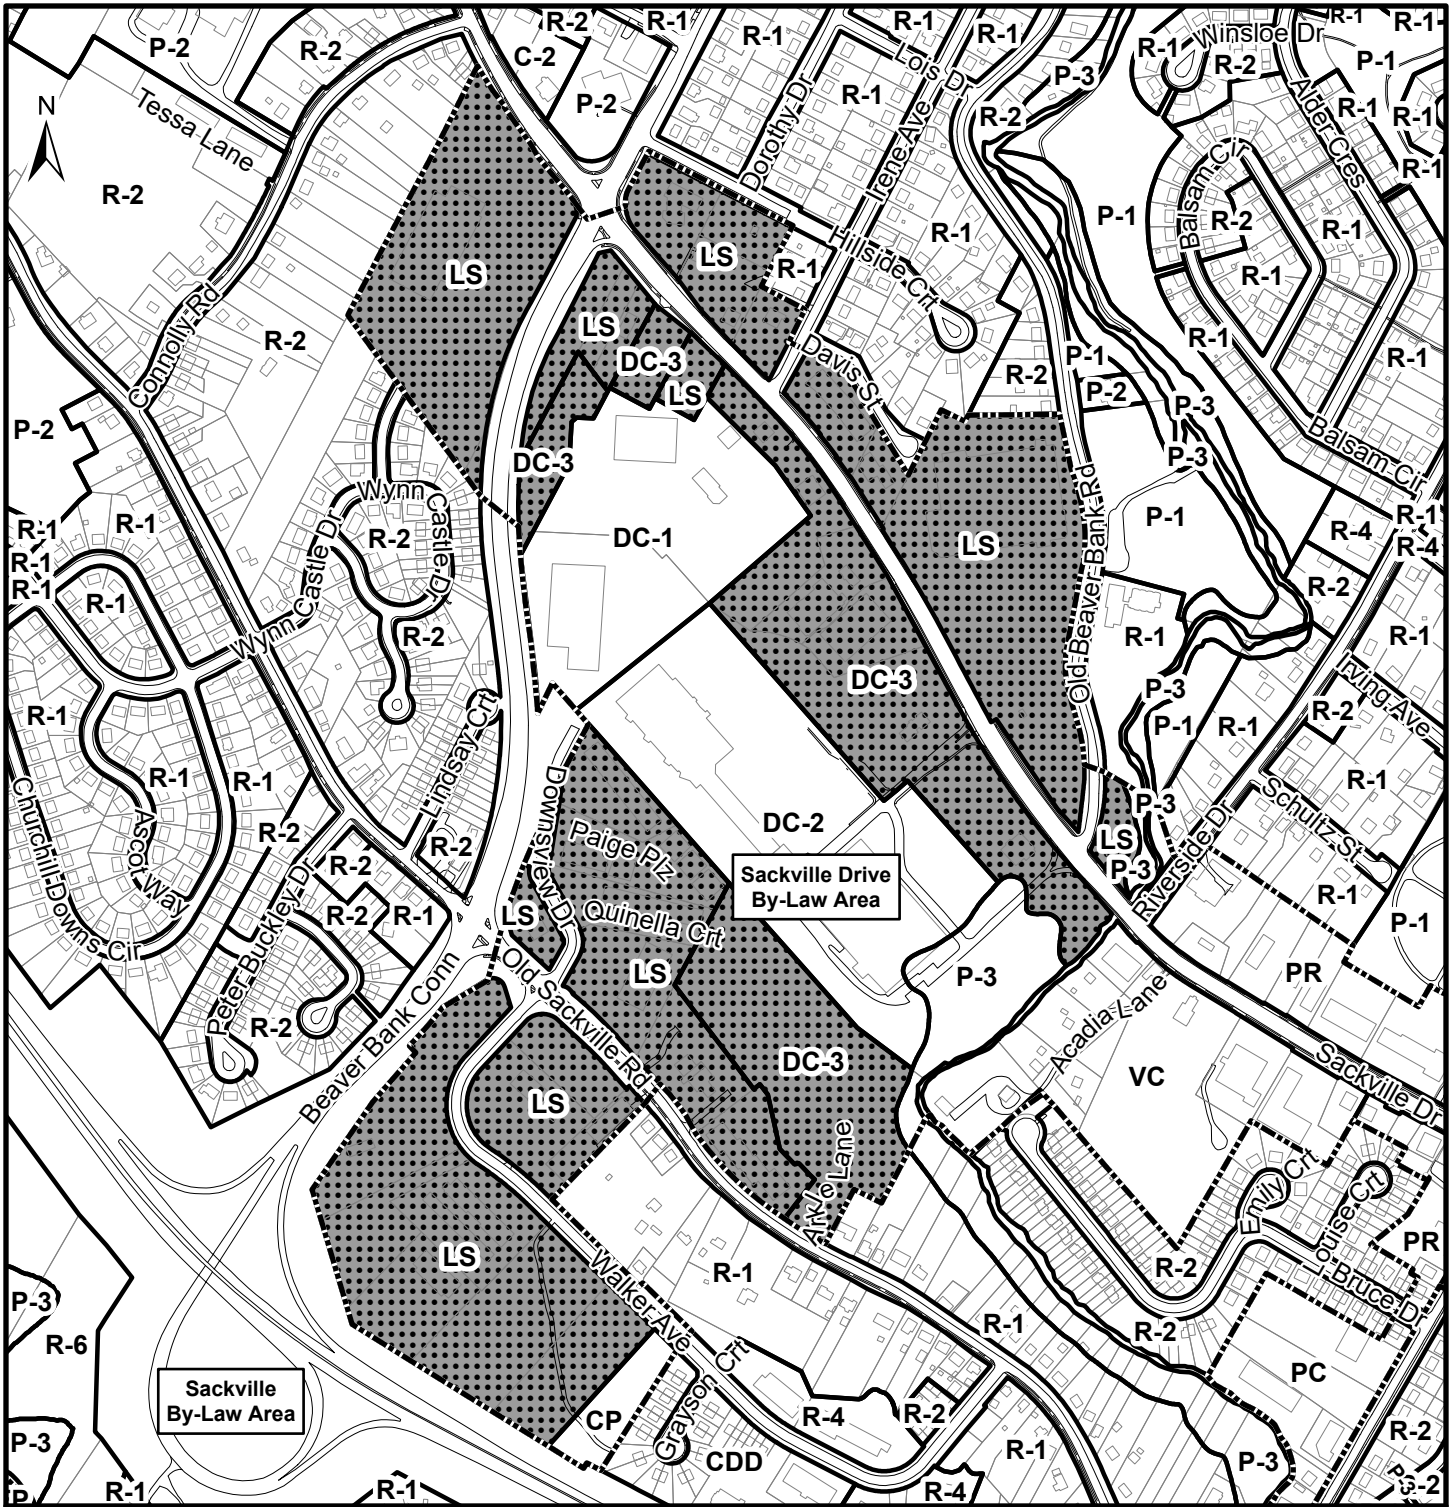 R-2
R-1
R-1
R-1
R-1
R-1
R-1
P-2
R-2
C-2
R-1
Winsloe Dr
R-2
P-1
Lois Dr
P-3
N
Tessa Lane
P-2
Dorothy Dr
R-1
Irene Ave
R-2
Alder Cres
R-1
R-1
R-1
R-2
Balsam Cir
P-1
R-2
R-1
R-1
LS
LS
R-1
Hillside Crt
R-1
Connolly Rd
R-2
LS
DC-3
LS
Davis St
P-1
R-1
R-1
R-2
P-2
P-3
P-2
DC-3
P-3
Balsam Cir
Wynn Castle Dr
R-2
Wynn Castle Dr
R-1
R-1
R-1
R-1
R-1
DC-1
LS
Old Beaver Bank Rd
P-1
R-4
R-1
R-4
R-2
R-2
Wynn Castle Dr
R-1
R-1
Irving Ave
DC-3
P-3
P-1
R-1
R-2
R-1
R-1
R-1
Lindsay Crt
R-1
Churchill Downs Cir
Ascot Way
Downsview Dr
DC-2
P-3
LS
P-3
Riverside Dr
Schultz St
R-1
R-2
R-2
R-2
Paige Plz
Sackville Drive
By-Law Area
R-2
R-1
LS
Quinella Crt
P-1
Peter Buckley Dr
R-2
Beaver Bank Conn
Old Sackville Rd
LS
P-3
Acadia Lane
PR
DC-3
VC
Sackville Dr
LS
Arkle Lane
Emily Crt
Louise Crt
LS
R-1
R-2
PR
Walker Ave
Bruce Dr
P-3
R-1
R-2
R-6
PC
Sackville
By-Law Area
Grayson Crt
CP
R-4
R-2
R-2
P-3
CDD
R-1
P-3
R-1
R-1
R-4